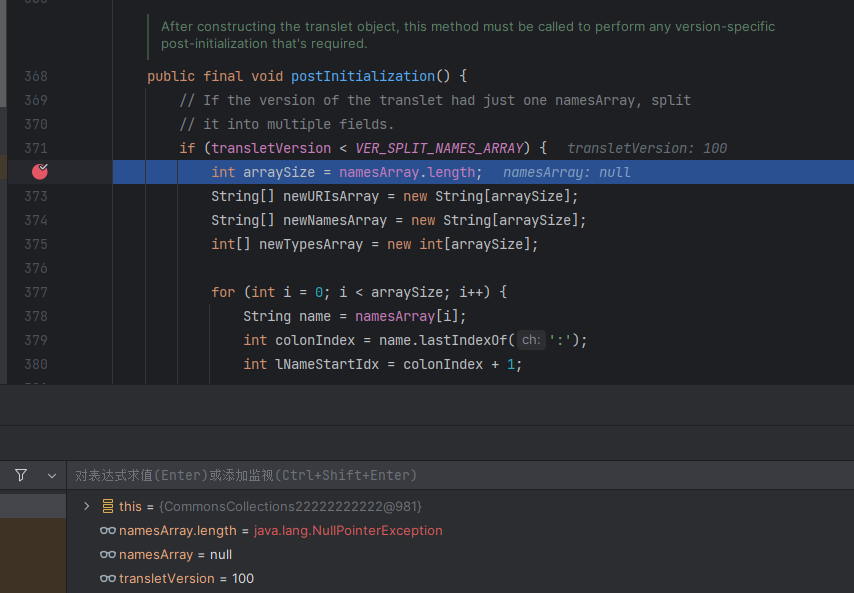 After constructing the translet object, this method must be called to perform any version-specific
post-initialization that's required.
368 public final void postInitialization() {
369 // If the version of the translet had just one namesArray, split
370 // it into multiple fields.
371 if (transletVersion < VER_SPLIT_NAMES_ARRAY) { transletVersion: 100
int arraySize = namesArray.length; namesArray: null
373 String[] newURIsArray = new String[arraySize];
374 String[] newNamesArray = new String[arraySize];
375 int[] newTypesArray = new int[arraySize];
376
377 for (int i = 0; i < arraySize; i++) {
378 String name = namesArray[i];
379 int colonIndex = name.lastIndexOf( ch: ':');
380 int lNameStartIdx = colonIndex + 1;
对表达式求值(Enter)或添加监视(Ctrl+Shift+Enter)
this = {CommonsCollections22222222222@981}
namesArray.length = java.lang.NullPointerException
namesArray = null
transletVersion = 100